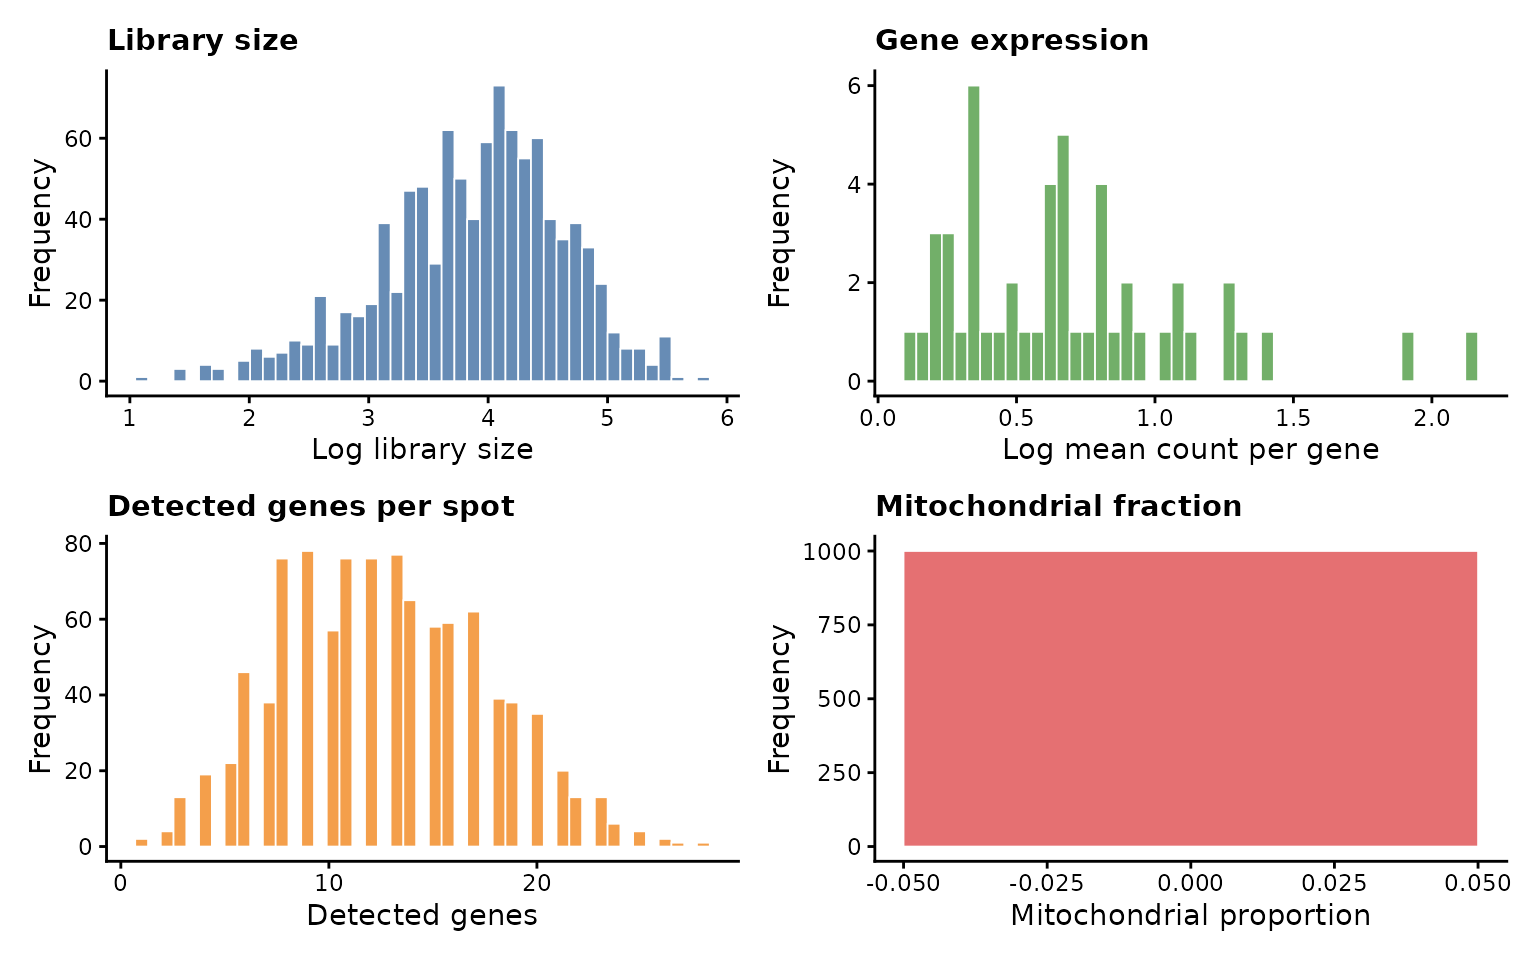 Library size
Frequency
60
40
20
0
1 2 3 4 5 6
Log library size
Gene expression
Frequency
6
4
2
0
0.0 0.5 1.0 1.5 2.0
Log mean count per gene
Detected genes per spot
Frequency
80
60
40
20
0
0 10 20
Detected genes
Mitochondrial fraction
Frequency
1000
750
500
250
0
-0.050 -0.025 0.000 0.025 0.050
Mitochondrial proportion